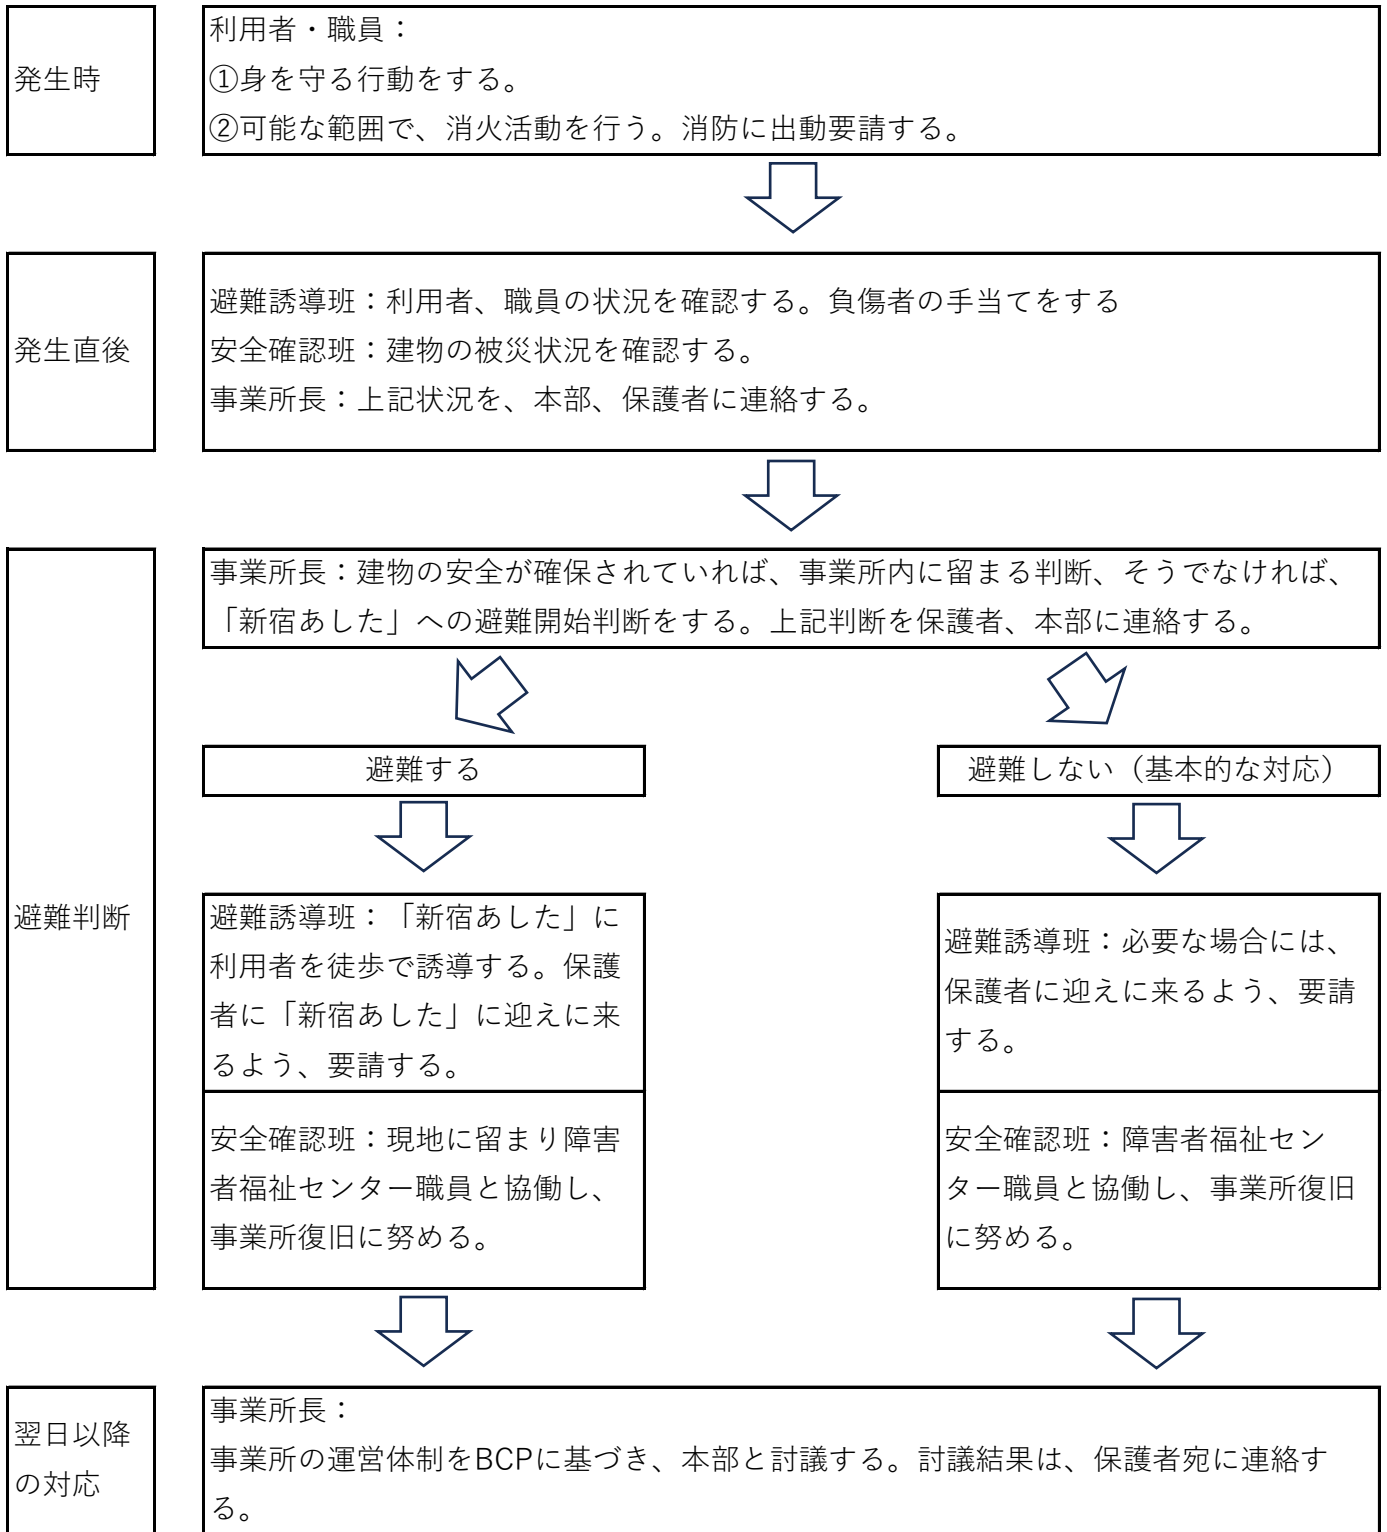 発生時
利用者・職員：
①身を守る行動をする。
②可能な範囲で、消火活動を行う。消防に出動要請する。
発生直後
避難誘導班：利用者、職員の状況を確認する。負傷者の手当てをする
安全確認班：建物の被災状況を確認する。
事業所長：上記状況を、本部、保護者に連絡する。
避難判断
事業所長：建物の安全が確保されていれば、事業所内に留まる判断、そうでなければ、
「新宿あした」への避難開始判断をする。上記判断を保護者、本部に連絡する。
避難する
避難誘導班：「新宿あした」に
利用者を徒歩で誘導する。保護
者に「新宿あした」に迎えに来
るよう、要請する。
安全確認班：現地に留まり障害
者福祉センター職員と協働し、
事業所復旧に努める。
避難しない（基本的な対応）
避難誘導班：必要な場合には、
保護者に迎えに来るよう、要請
する。
安全確認班：障害者福祉セン
ター職員と協働し、事業所復旧
に努める。
翌日以降
の対応
事業所長：
事業所の運営体制をBCPに基づき、本部と討議する。討議結果は、保護者宛に連絡す
る。